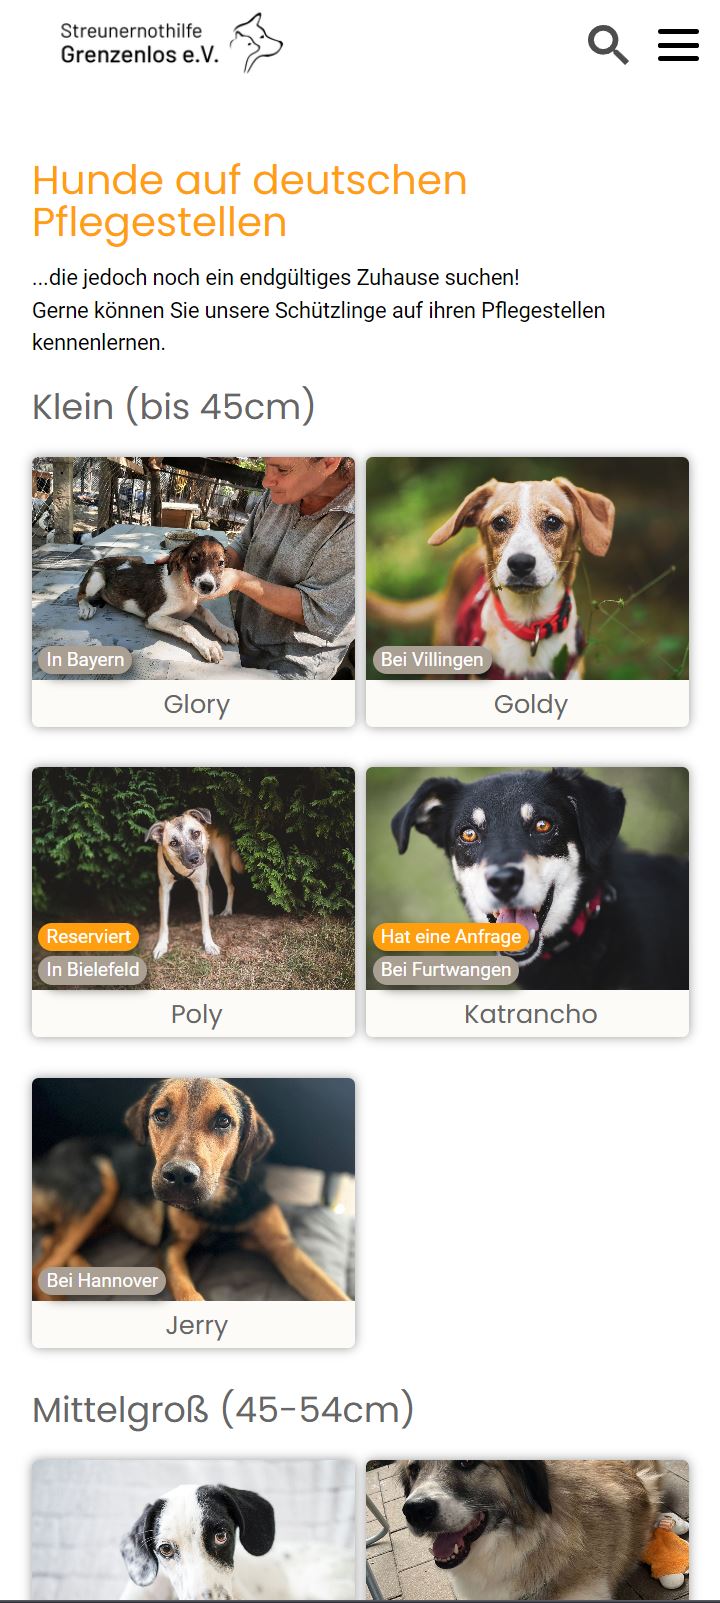 Streunernothilfe
Grenzenlos e.V.
Hunde auf deutschen
Pflegestellen
...die jedoch noch ein endgültiges Zuhause suchen!
Gerne können Sie unsere Schützlinge auf ihren Pflegestellen
kennenlernen.
Klein (bis 45cm)
In Bayern
Glory
Bei Villingen
Goldy
Reserviert
In Bielefeld
Poly
Hat eine Anfrage
Bei Furtwangen
Katrancho
Bei Hannover
Jerry
Mittelgroß (45-54cm)